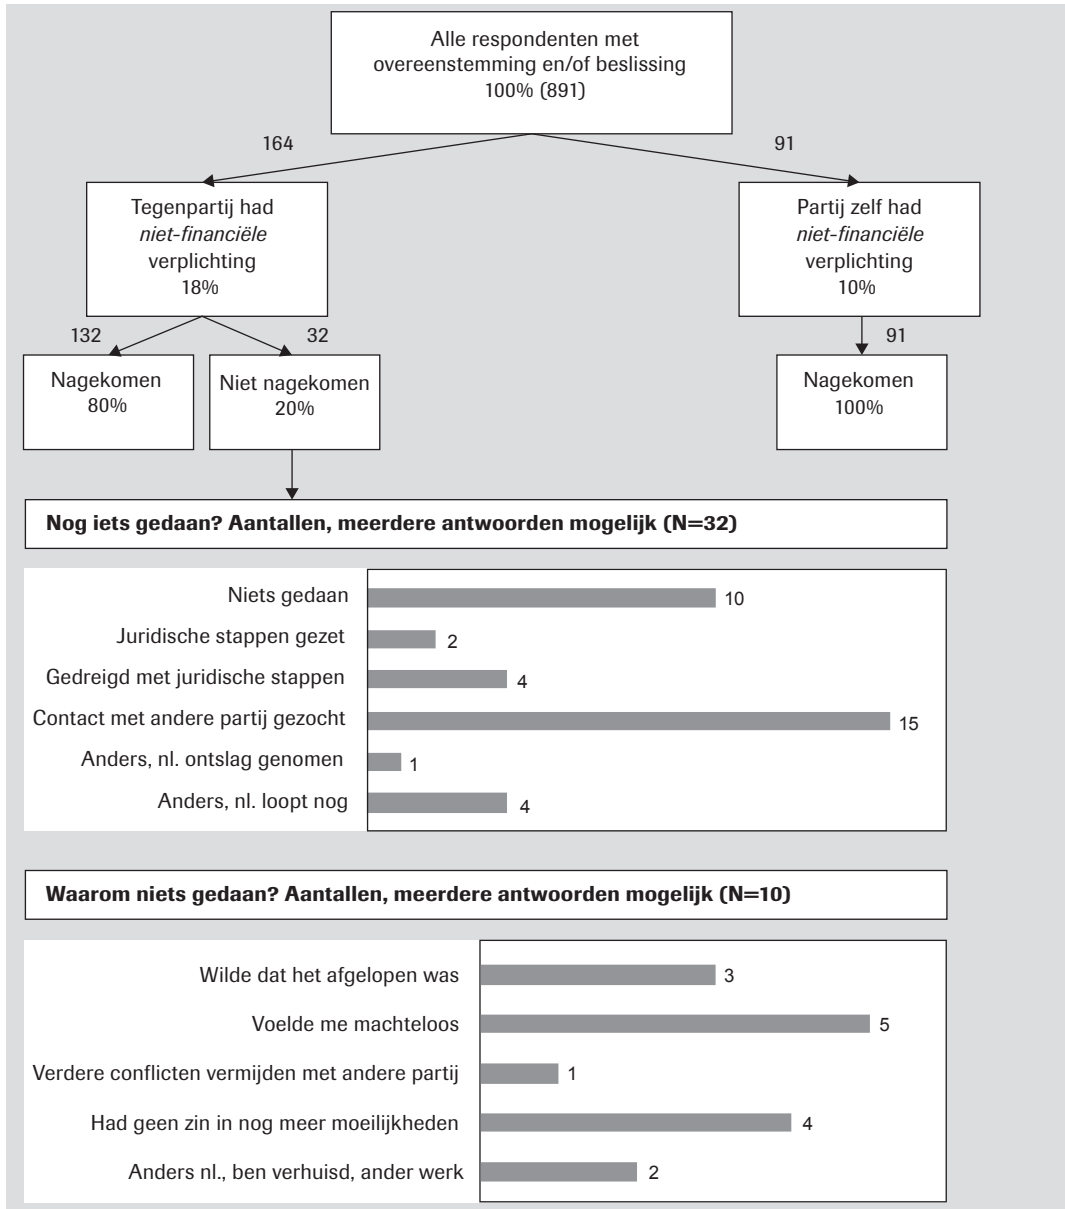 Alle respondenten met
overeenstemming en/of beslissing
100% (891)
164
91
Tegenpartij had
niet-financiële
verplichting
18%
Partij zelf had
niet-financiële
verplichting
10%
132
32
91
Nagekomen
80%
Niet nagekomen
20%
Nagekomen
100%
Nog iets gedaan? Aantallen, meerdere antwoorden mogelijk (N=32)
Niets gedaan 10
Juridische stappen gezet 2
Gedreigd met juridische stappen 4
Contact met andere partij gezocht 15
Anders, nl. ontslag genomen 1
Anders, nl. loopt nog 4
Waarom niets gedaan? Aantallen, meerdere antwoorden mogelijk (N=10)
Wilde dat het afgelopen was 3
Voelde me machteloos 5
Verdere conflicten vermijden met andere partij 1
Had geen zin in nog meer moeilijkheden 4
Anders nl., ben verhuisd, ander werk 2